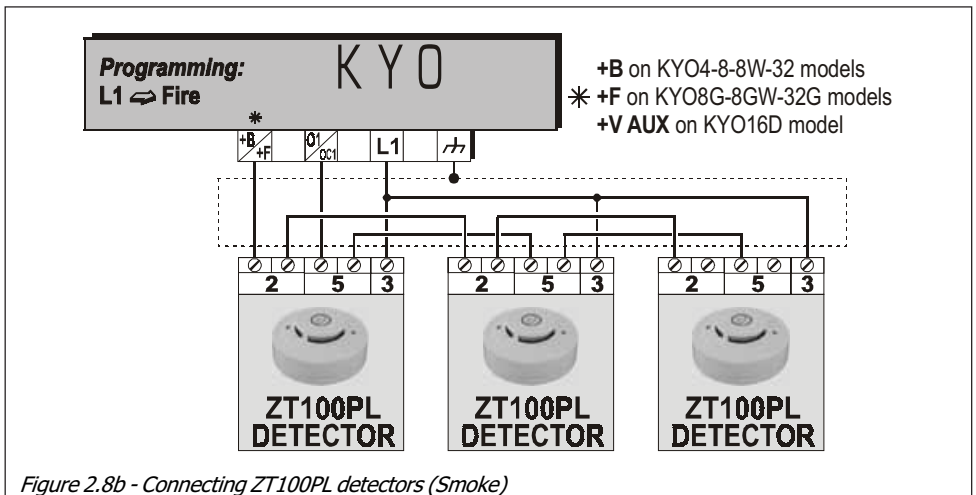 KYO
Programming:
L1 ⇨ Fire
+B on KYO4-8-8W-32 models
✳ +F on KYO8G-8GW-32G models
+V AUX on KYO16D model
✳
+B/+F O1/OC1 L1
2 5 3 2 5 3 2 5 3
ZT100PL ZT100PL ZT100PL
DETECTOR DETECTOR DETECTOR
Figure 2.8b - Connecting ZT100PL detectors (Smoke)